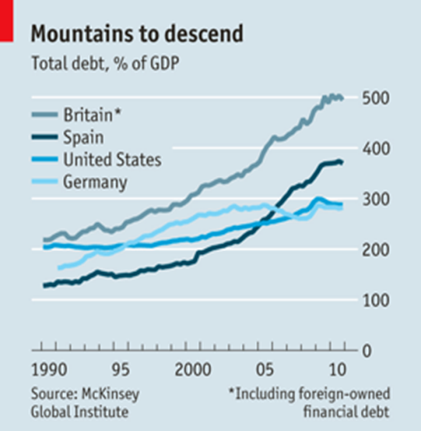 Mountains to descend
Total debt, % of GDP
Britain*
Spain
United States
Germany
500
400
300
200
100
0
1990 95 2000 05 10
Source: McKinsey
Global Institute
*Including foreign-owned
financial debt